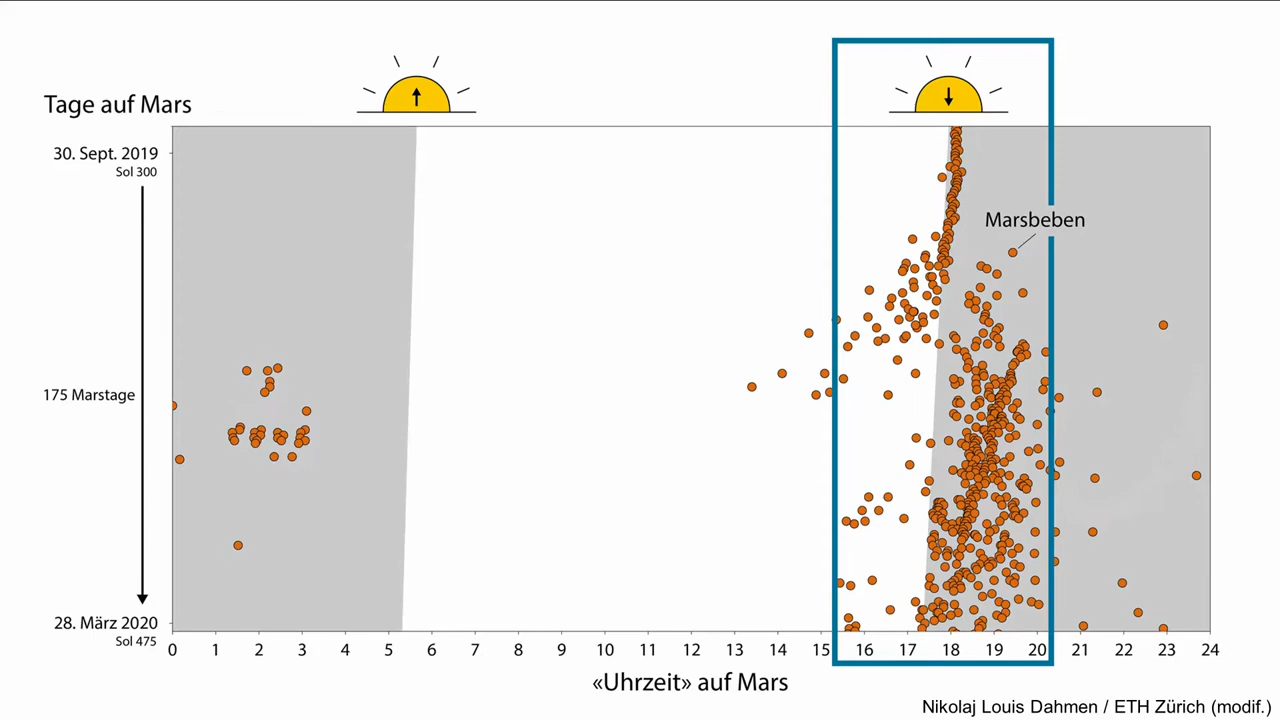 Tage auf Mars
30. Sept. 2019
Sol 300
Marsbeben
175 Marstage
28. März 2020
Sol 475
0 1 2 3 4 5 6 7 8 9 10 11 12 13 14 15 16 17 18 19 20 21 22 23 24
«Uhrzeit» auf Mars
Nikolaj Louis Dahmen / ETH Zürich (modif.)